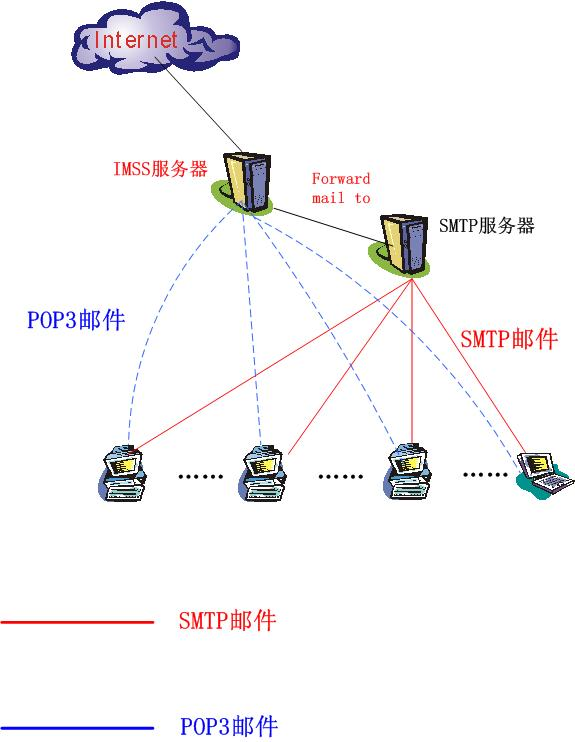 Internet
IMSS服务器
Forward
mail to
SMTP服务器
POP3邮件
SMTP邮件
……
……
……
SMTP邮件
POP3邮件